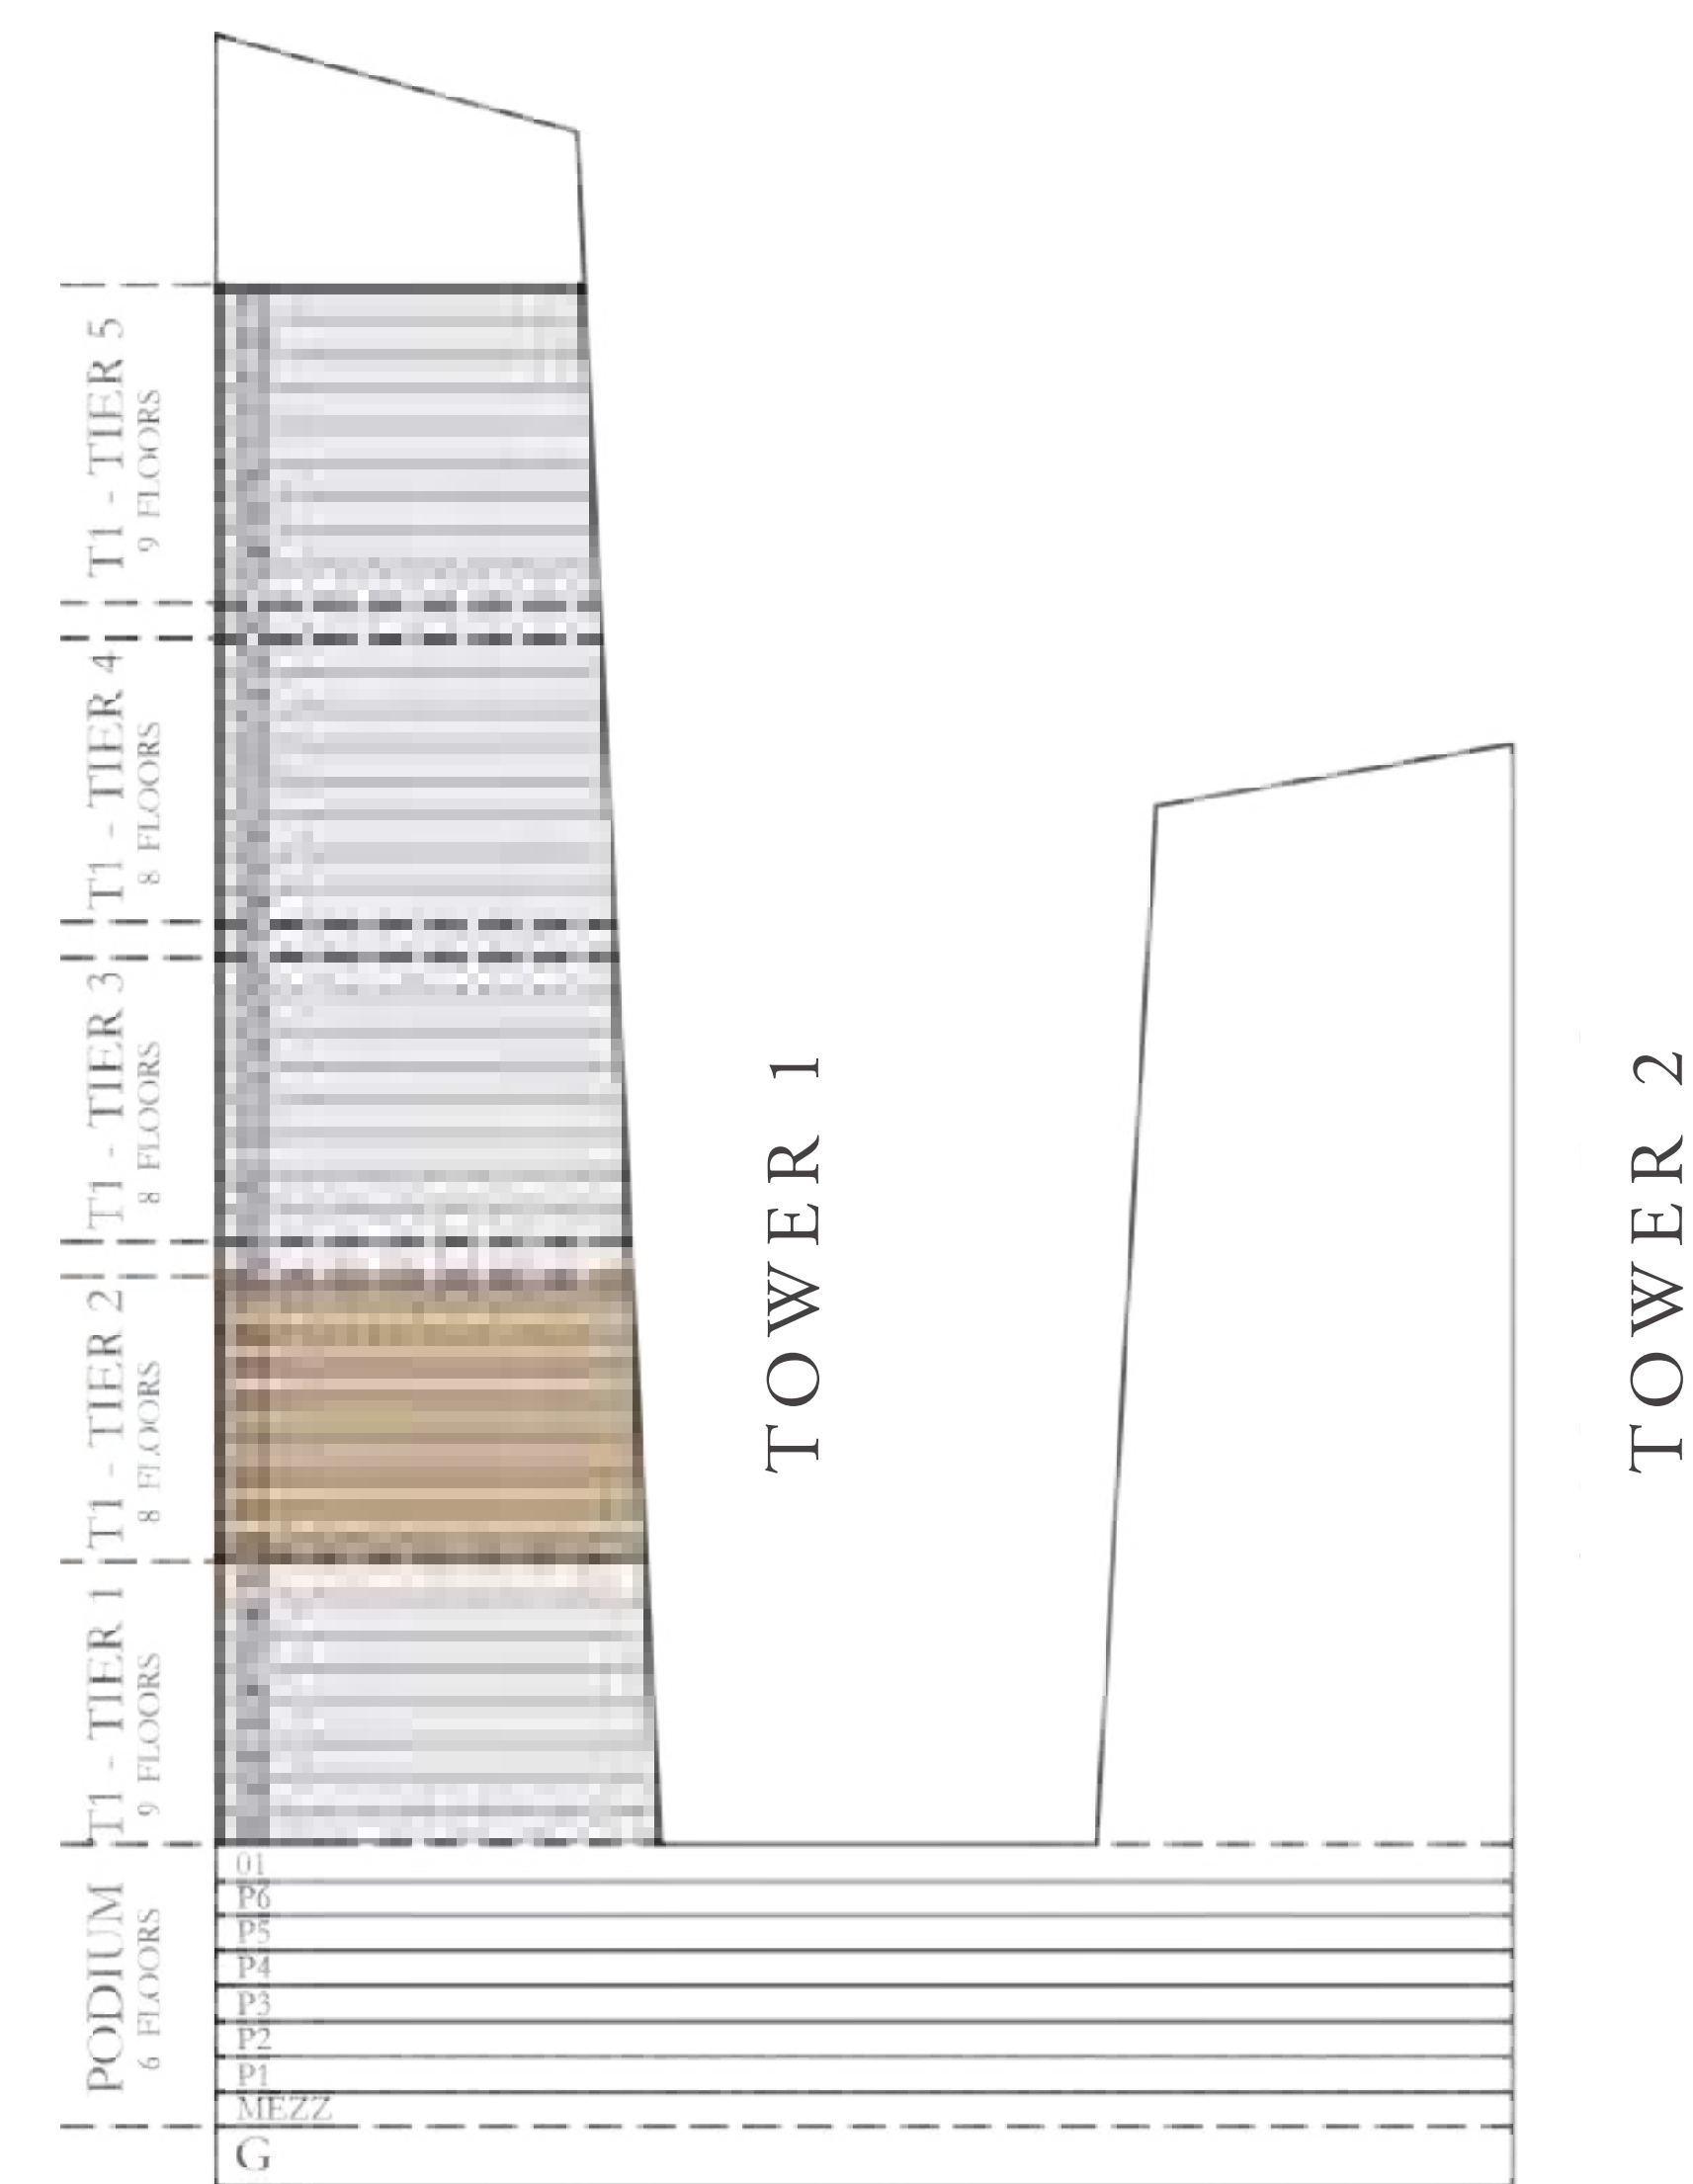 T1 - TIER 5
9 FLOORS
T1 - TIER 4
8 FLOORS
T1 - TIER 3
8 FLOORS
T1 - TIER 2
8 FLOORS
T1 - TIER 1
9 FLOORS
PODIUM
6 FLOORS
TOWER 1
TOWER 2
01
P6
P5
P4
P3
P2
P1
MEZZ
G